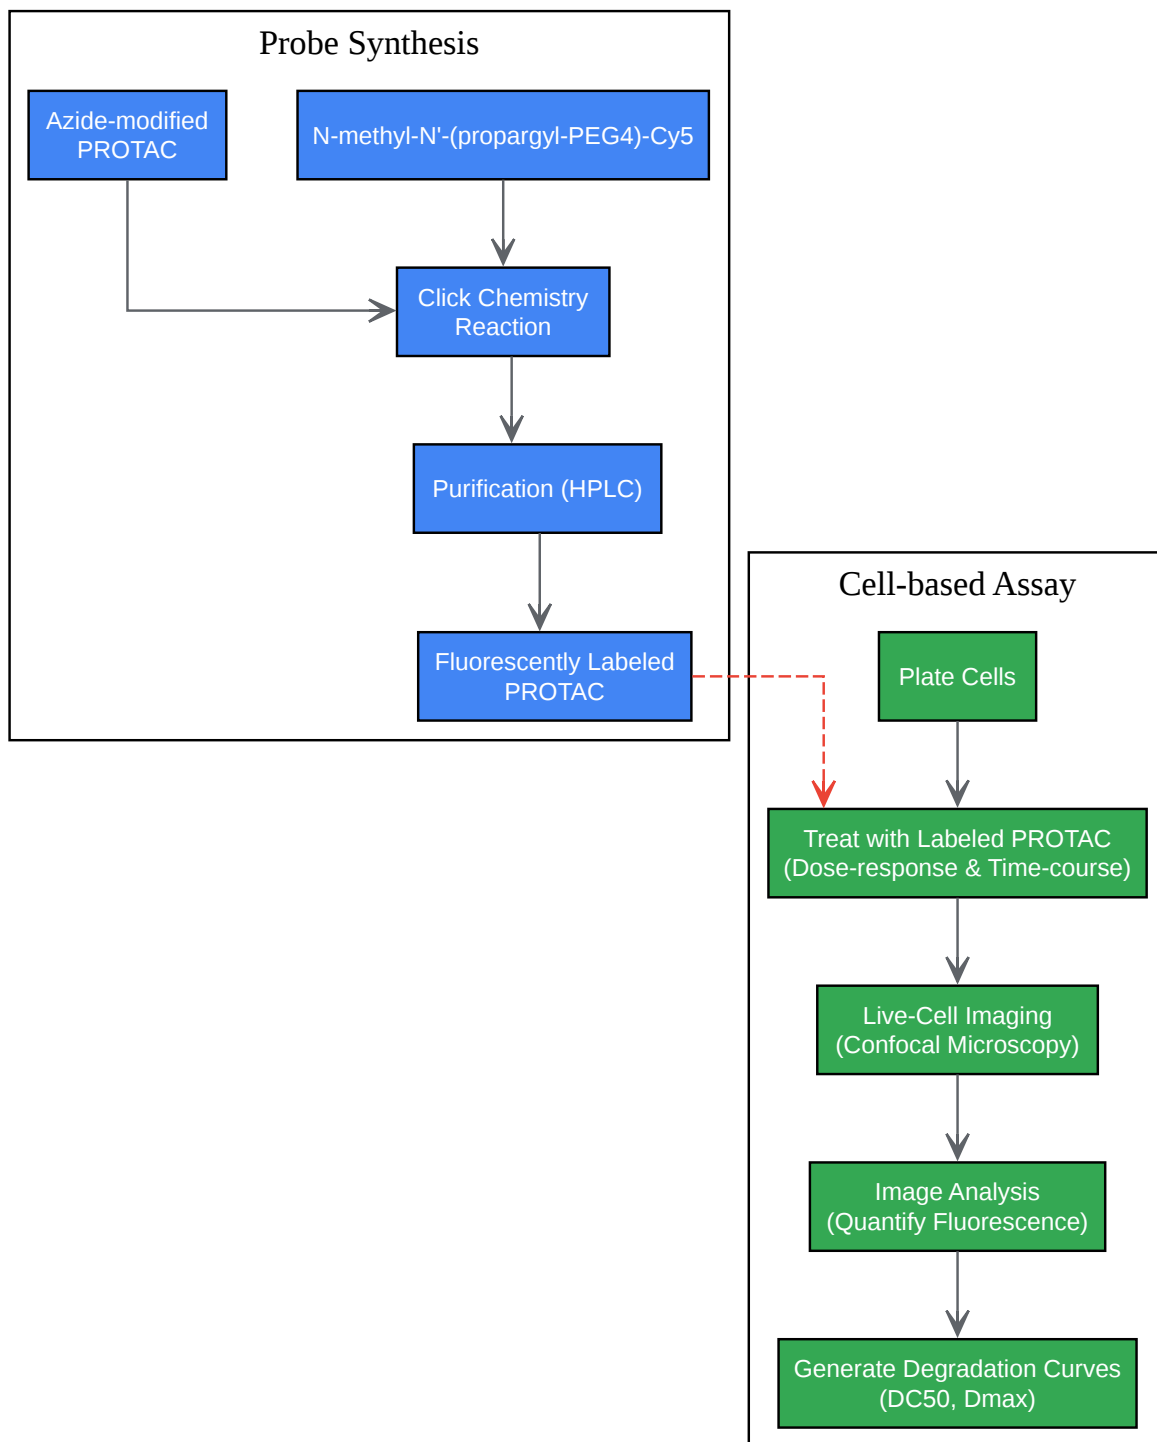 Probe Synthesis
Azide-modified
PROTAC
N-methyl-N'-(propargyl-PEG4)-Cy5
Click Chemistry
Reaction
Purification (HPLC)
Fluorescently Labeled
PROTAC
Cell-based Assay
Plate Cells
Treat with Labeled PROTAC
(Dose-response & Time-course)
Live-Cell Imaging
(Confocal Microscopy)
Image Analysis
(Quantify Fluorescence)
Generate Degradation Curves
(DC50, Dmax)